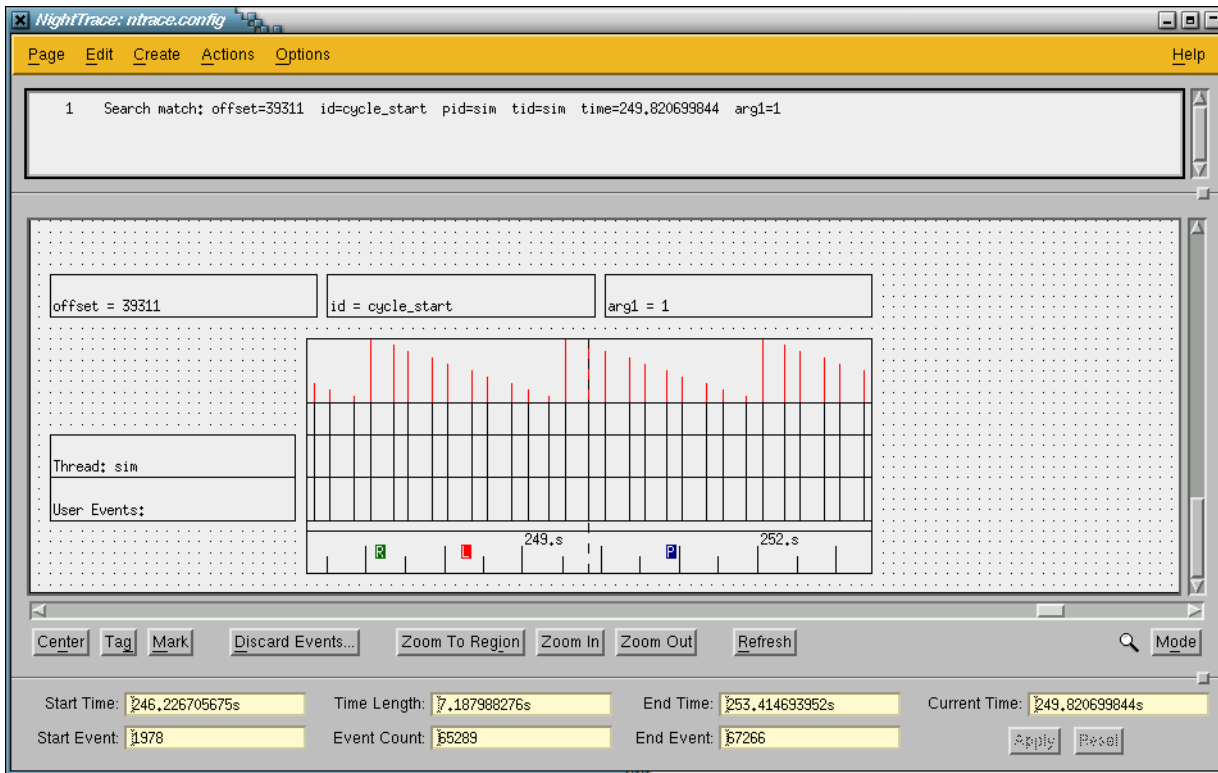 NightTrace: ntrace.config
Page Edit Create Actions Options Help
1 Search match: offset=39311 id=cycle_start pid=sim tid=sim time=249.820699844 arg1=1
offset = 39311 id = cycle_start arg1 = 1
Thread: sim
User Events:
249.s 252.s
R L P
Center Tag Mark Discard Events... Zoom To Region Zoom In Zoom Out Refresh Mode
Start Time: 246.226705675s Time Length: 7.187988276s End Time: 253.414693952s Current Time: 249.820699844s
Start Event: 1978 Event Count: 65289 End Event: 67266 Apply Reset